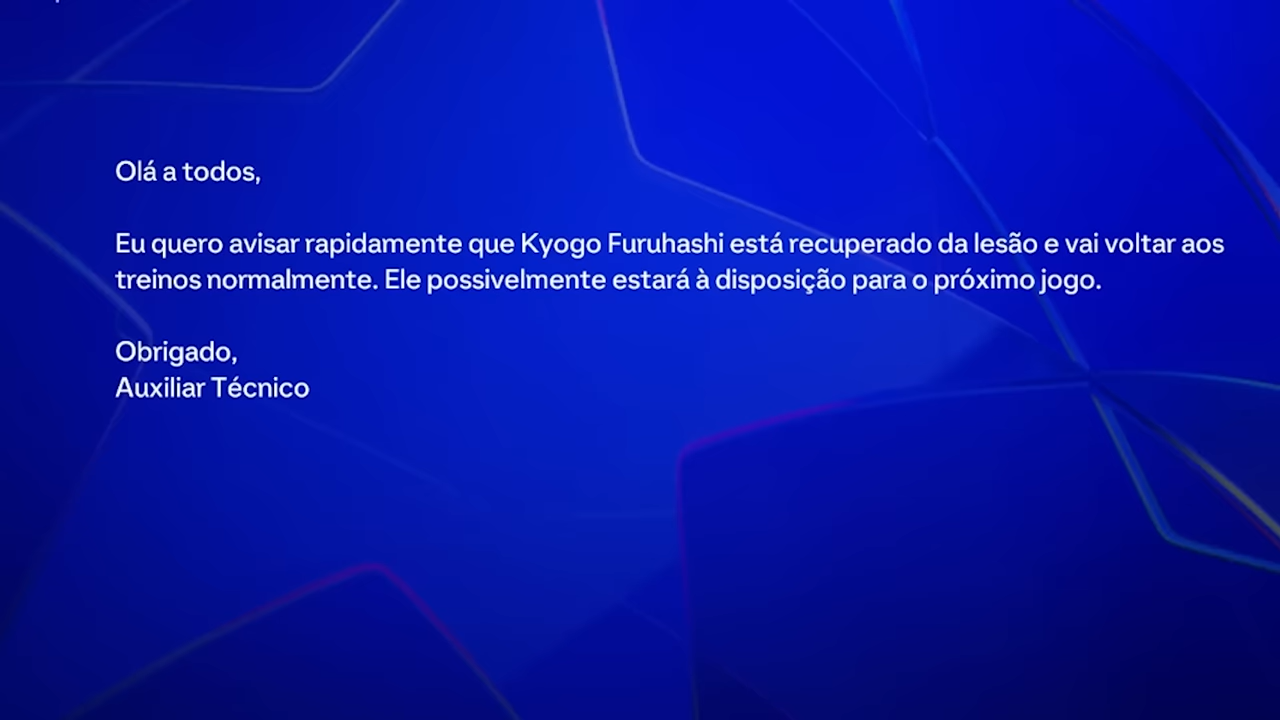 Olá a todos,
Eu quero avisar rapidamente que Kyogo Furuhashi está recuperado da lesão e vai voltar aos
treinos normalmente. Ele possivelmente estará à disposição para o próximo jogo.
Obrigado,
Auxiliar Técnico